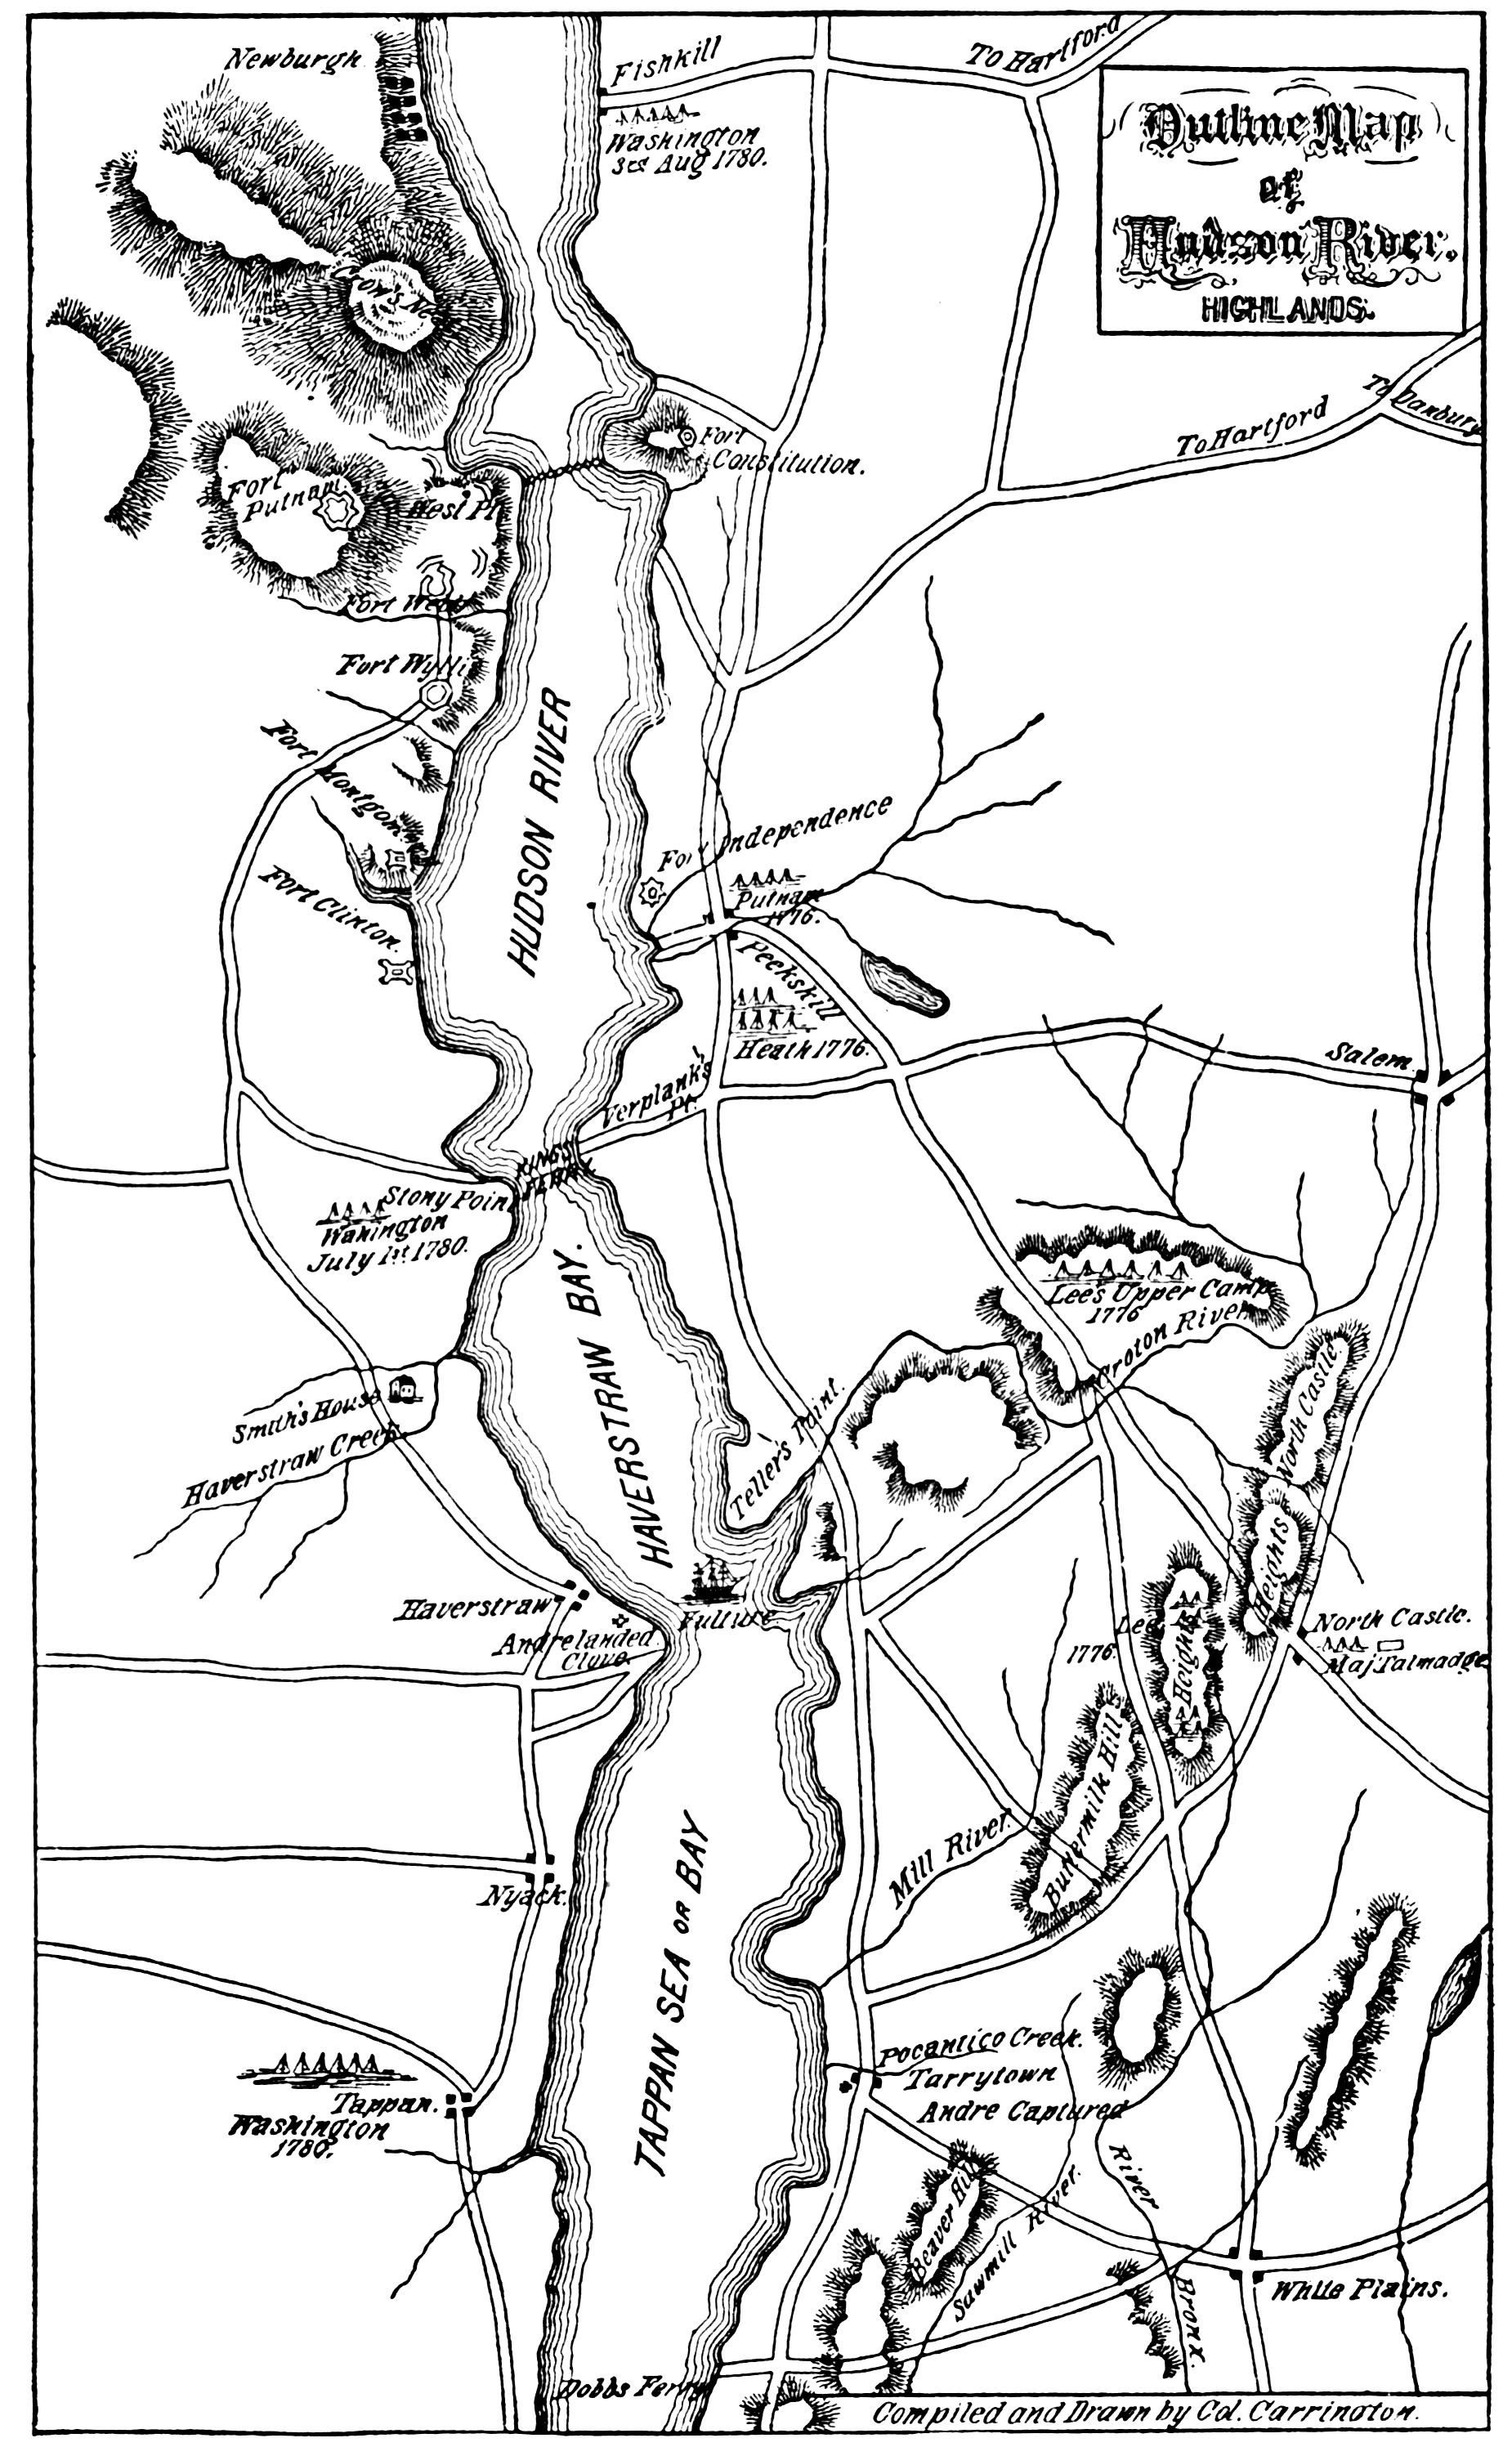 Outline Map
of
Hudson River.
HIGHLANDS.
Newburgh
Fishkill
To Hartford
Washington
3rd Aug 1780.
Crow's Nest
To Danbury
To Hartford
Fort
Constitution.
Fort
Putnam
West Pt
Fort Webb
Fort Wyllis
HUDSON RIVER
Fort Montgom
Fort Independence
Putnam
1776.
Fort Clinton.
Peekskill
Heath 1776.
Salem.
Verplank's
Pt.
KINGS
FERRY
Stony Point
Wahington
July 1st 1780.
HAVERSTRAW BAY.
Lee's Upper Camp
1776
Croton River
North Castle
Heights
Smith's House
Haverstraw Creek.
Teller's Point.
Haverstraw
Vulture
Andre landed
Clove.
Lee
1776.
Heights
North Castle.
Maj Talmadge
Buttermilk Hill
Mill River.
Nyack.
TAPPAN SEA OR BAY
Pocantico Creek.
Tarrytown
Andre Captured
Tappan.
Washington
1780.
River
Bronx.
Beaver Hill
Sawmill River.
White Plains.
Dobbs Ferry
Compiled and Drawn by Col. Carrington.